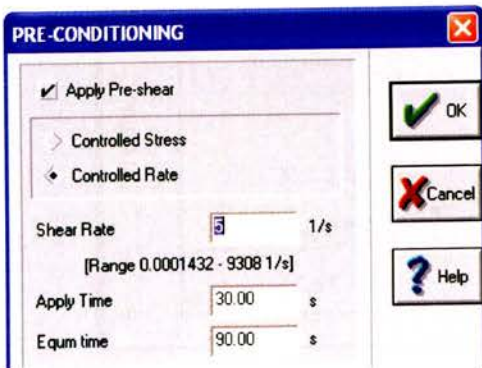 PRE-CONDITIONING
Apply Pre-shear
Controlled Stress
Controlled Rate
Shear Rate 5 1/s
[Range 0.0001432 - 9308 1/s]
Apply Time 30.00 s
Equm time 90.00 s
OK
Cancel
Help